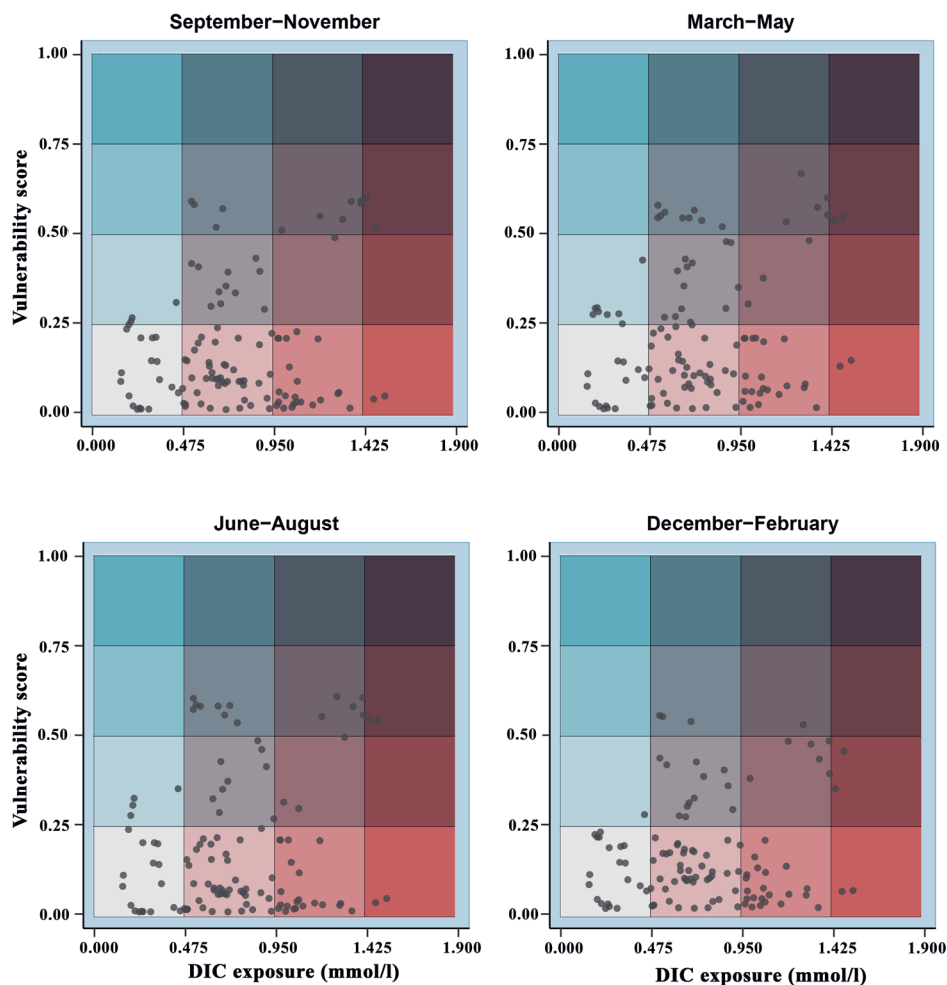 September−November
March−May
Vulnerability score
1.00
0.75
0.50
0.25
0.00
0.000 0.475 0.950 1.425 1.900
1.00
0.75
0.50
0.25
0.00
0.000 0.475 0.950 1.425 1.900
June−August
December−February
Vulnerability score
1.00
0.75
0.50
0.25
0.00
0.000 0.475 0.950 1.425 1.900
DIC exposure (mmol/l)
1.00
0.75
0.50
0.25
0.00
0.000 0.475 0.950 1.425 1.900
DIC exposure (mmol/l)